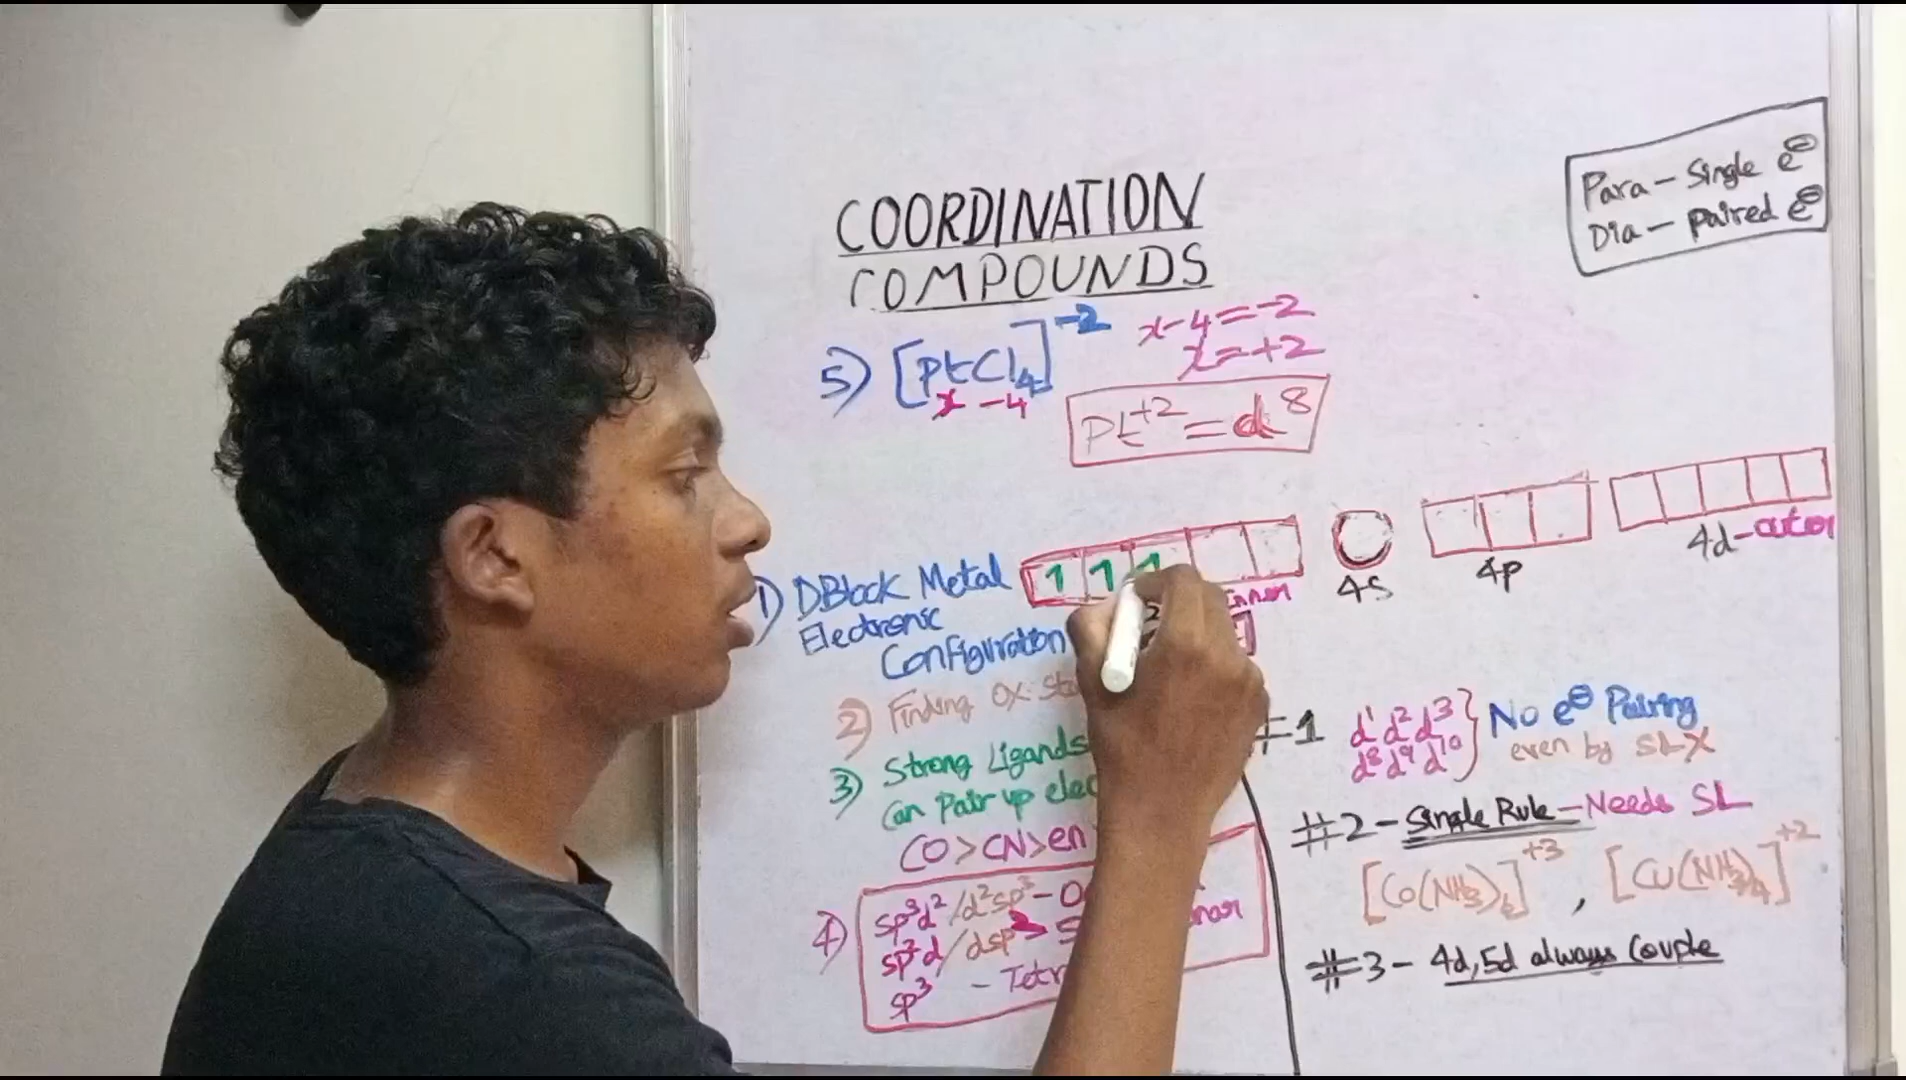 COORDINATION
COMPOUNDS
Para - Single e⊖
Dia - paired e⊖
5) [PtCl4]-2
x -4
x-4=-2
x=+2
Pt+2 = d8
1 1 1
4s
4p
4d-outer
1) DBlock Metal
Electronic
Configuration
2) Finding Ox.
3) Strong Ligands
Can Pair up
CO>CN>en
4) sp3d2/d2sp3-
sp2d/dsp2-
sp3 -
#1 d1 d2 d3
d8 d9 d10
} No e⊖ Pairing
even by SL X
#2 - Single Rule - Needs SL
[Co(NH3)6]+3 , [Cu(NH3)4]+2
#3 - 4d,5d always Couple